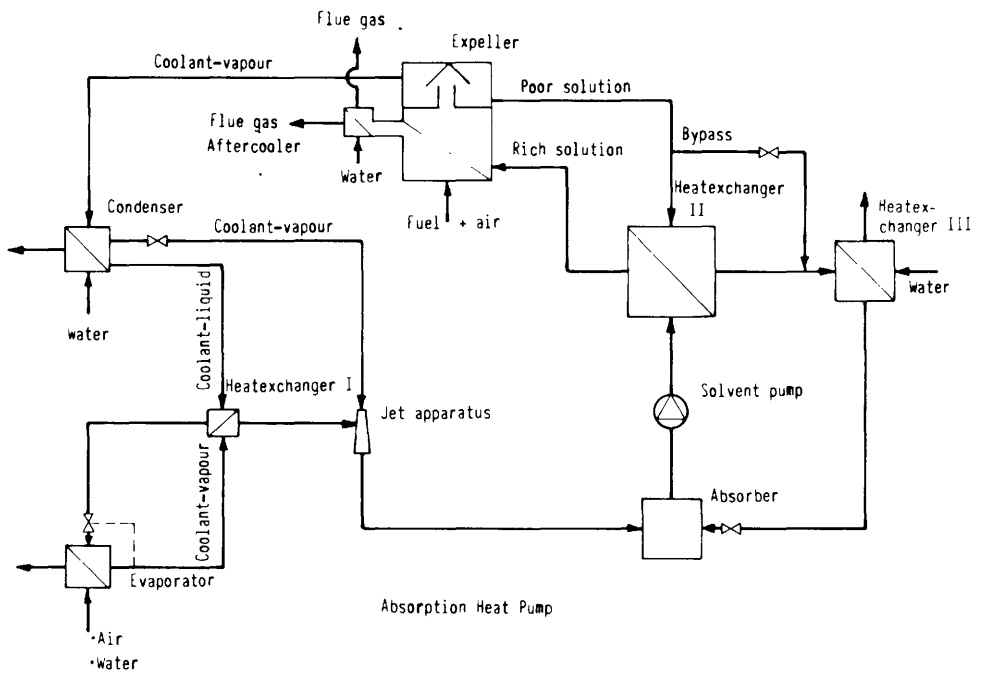 Flue gas
Expeller
Coolant-vapour
Poor solution
Flue gas
Aftercooler
Bypass
Rich solution
Water
Heatexchanger
II
Condenser
Fuel + air
Heatex-
changer III
Coolant-vapour
Water
water
Coolant-liquid
Heatexchanger I
Jet apparatus
Solvent pump
Coolant-vapour
Absorber
Evaporator
Absorption Heat Pump
•Air
•Water